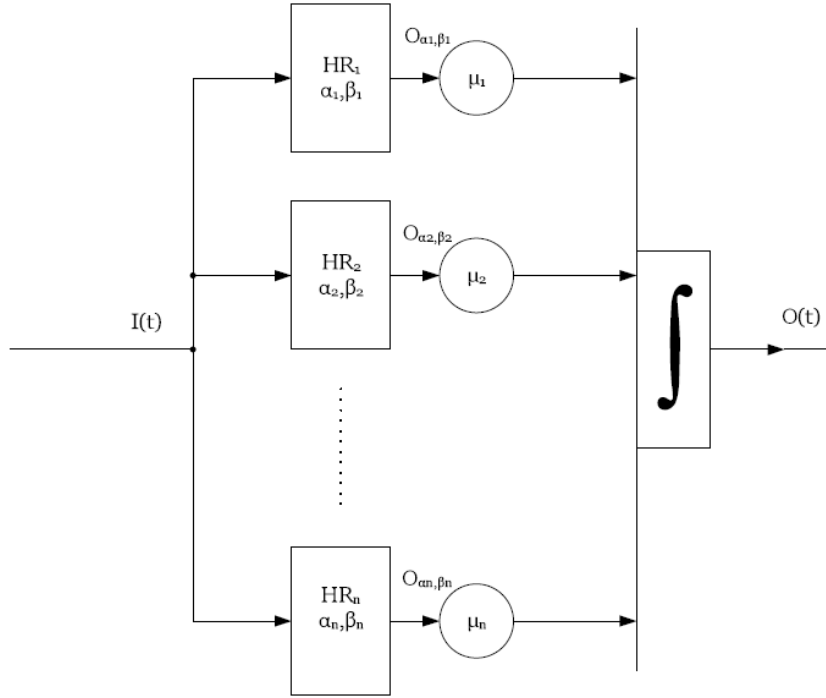 Oα₁,β₁
HR₁
α₁,β₁
μ₁
Oα₂,β₂
HR₂
α₂,β₂
μ₂
I(t)
∫
O(t)
Oαn,βn
HRₙ
αₙ,βₙ
μₙ